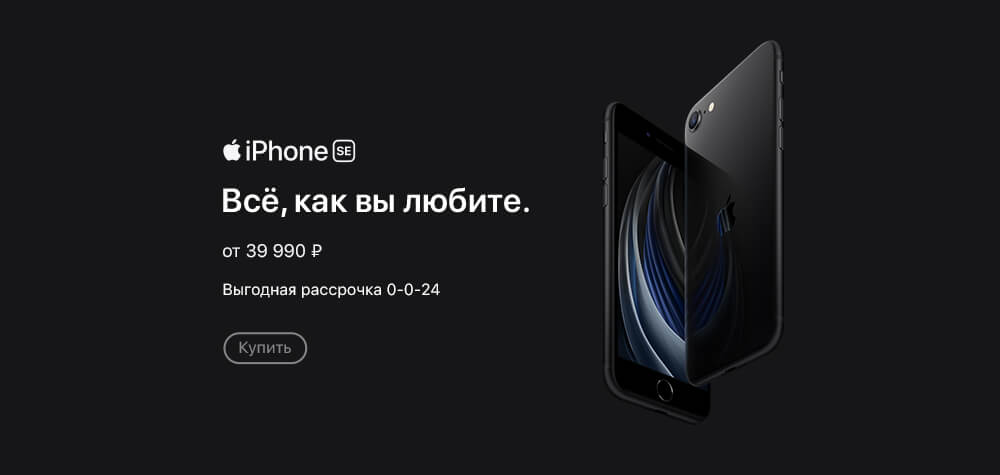 iPhone SE
Всё, как вы любите.
от 39 990 ₽
Выгодная рассрочка 0-0-24
Купить